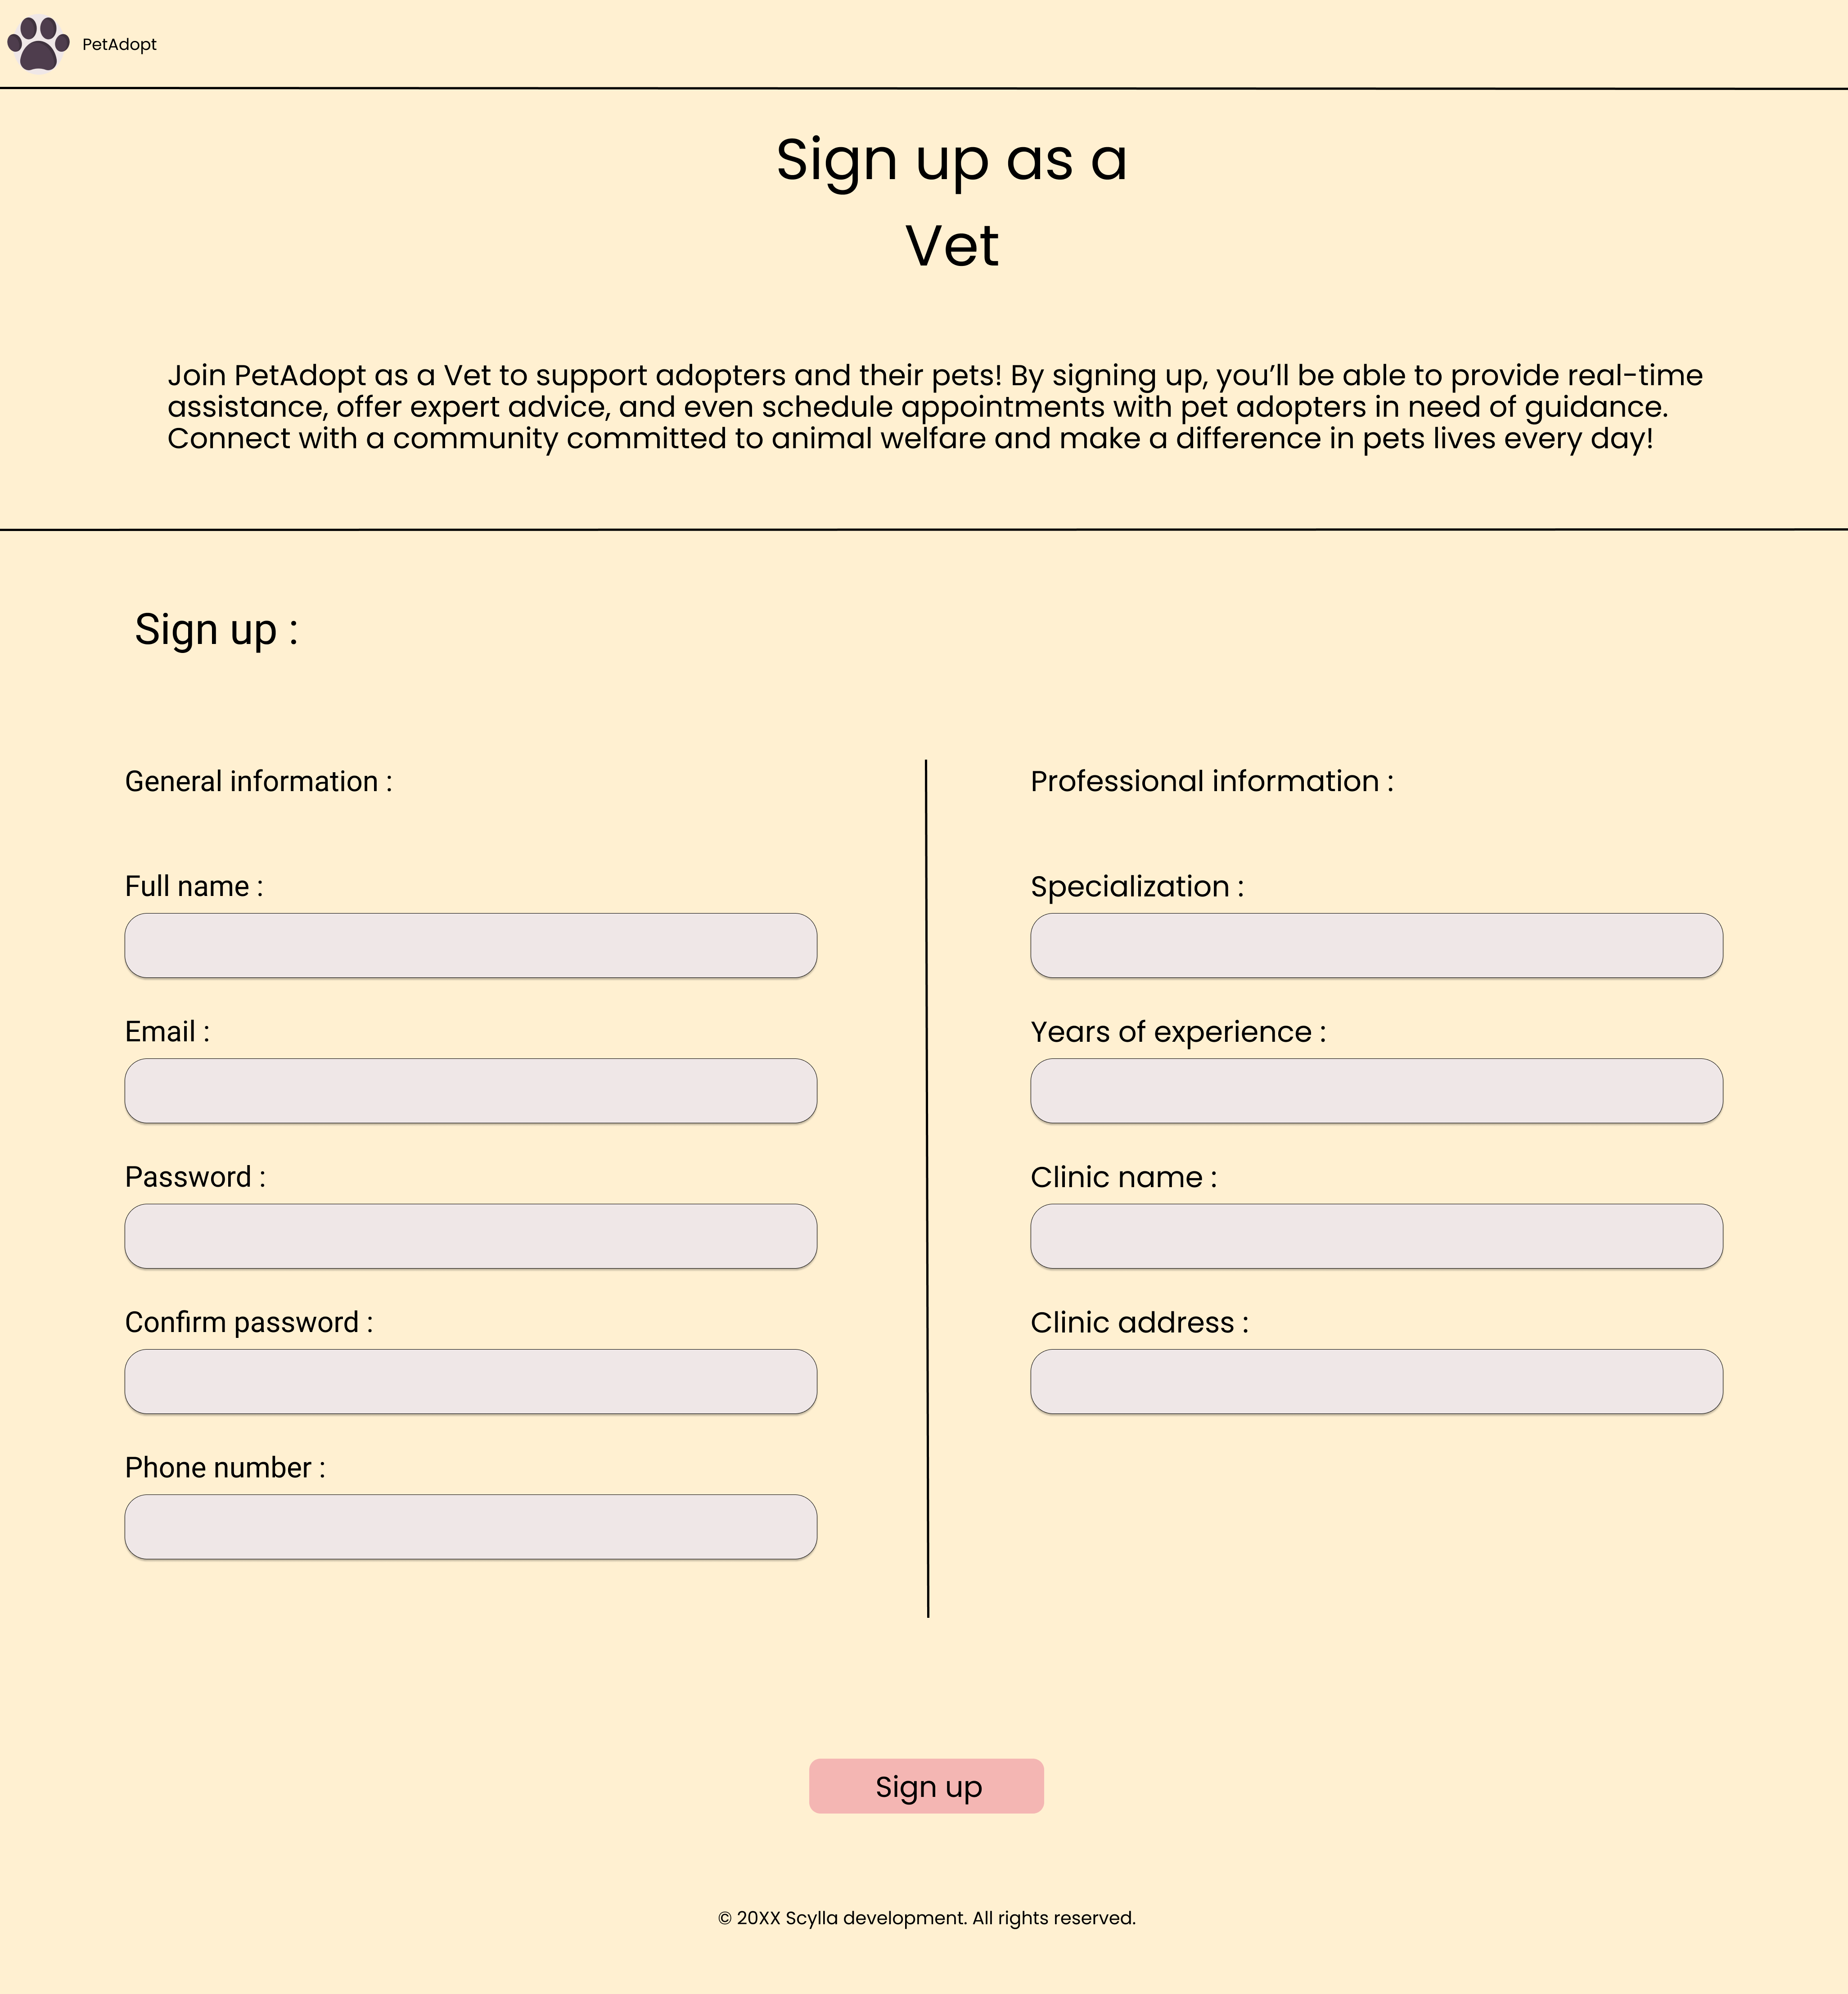 PetAdopt
Sign up as a
Vet
Join PetAdopt as a Vet to support adopters and their pets! By signing up, you’ll be able to provide real-time
assistance, offer expert advice, and even schedule appointments with pet adopters in need of guidance.
Connect with a community committed to animal welfare and make a difference in pets lives every day!
Sign up :
General information :
Full name :
Email :
Password :
Confirm password :
Phone number :
Professional information :
Specialization :
Years of experience :
Clinic name :
Clinic address :
Sign up
© 20XX Scylla development. All rights reserved.